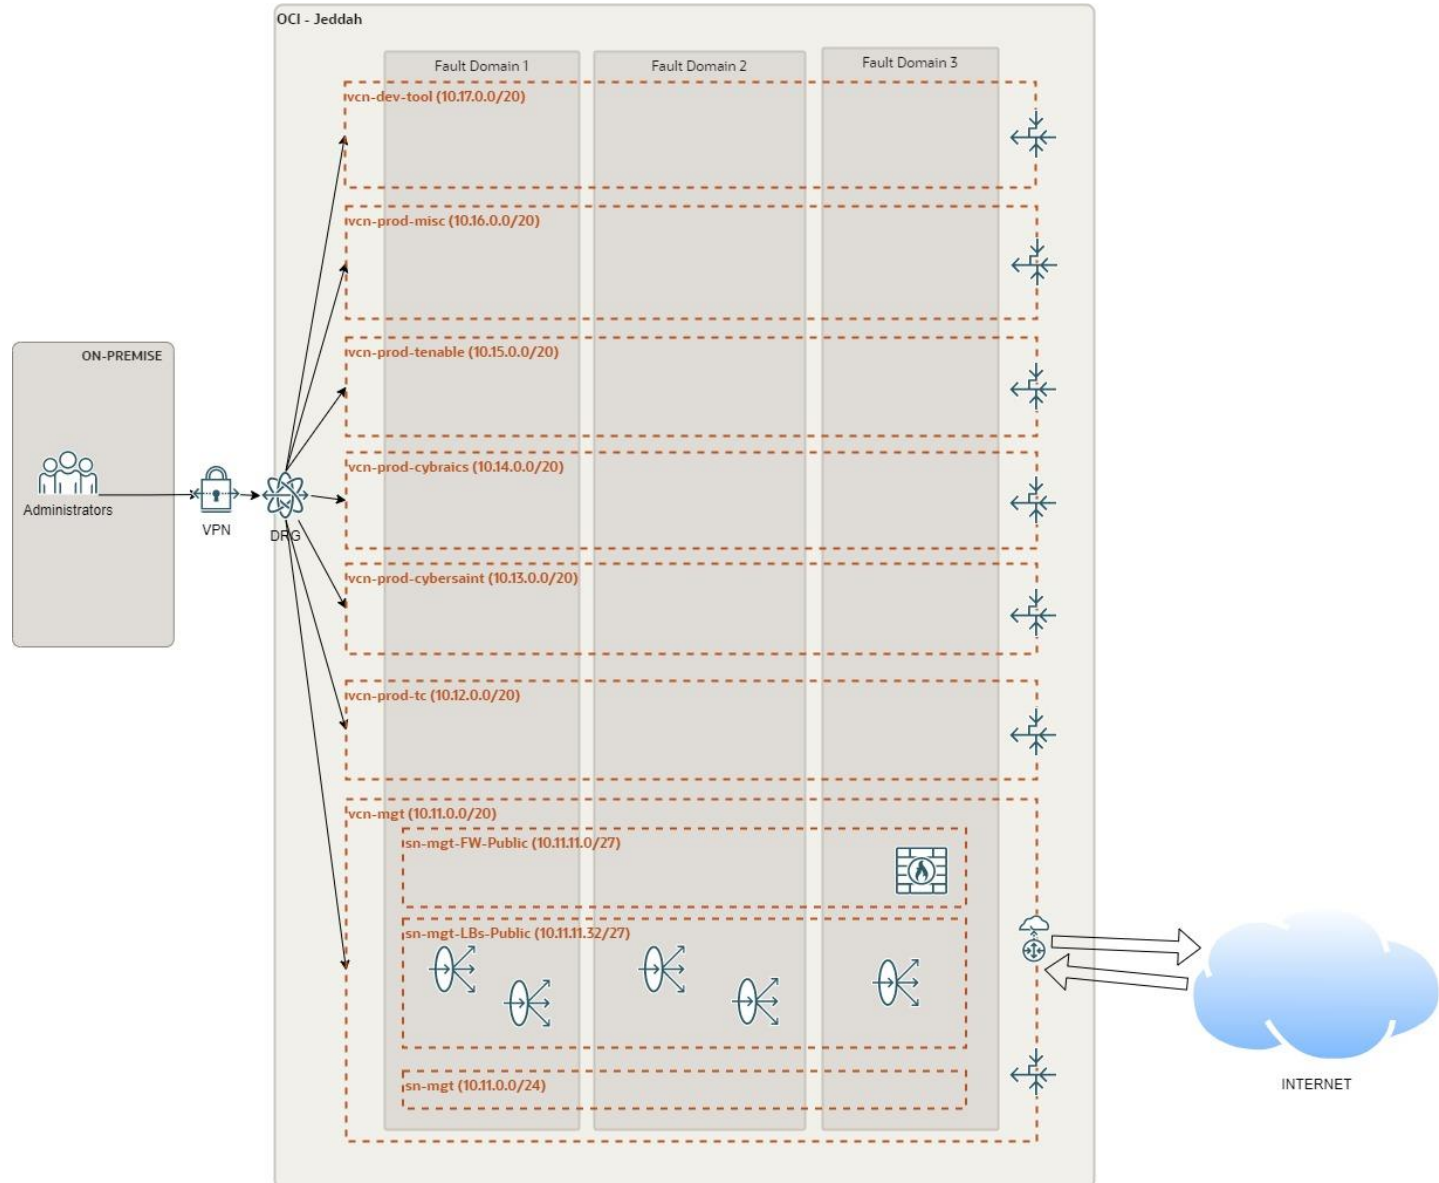 OCI - Jeddah
Fault Domain 1
Fault Domain 2
Fault Domain 3
vcn-dev-tool (10.17.0.0/20)
vcn-prod-misc (10.16.0.0/20)
vcn-prod-tenable (10.15.0.0/20)
ON-PREMISE
vcn-prod-cybraics (10.14.0.0/20)
Administrators
VPN
DRG
vcn-prod-cybersaint (10.13.0.0/20)
vcn-prod-tc (10.12.0.0/20)
vcn-mgt (10.11.0.0/20)
sn-mgt-FW-Public (10.11.11.0/27)
sn-mgt-LBs-Public (10.11.11.32/27)
sn-mgt (10.11.0.0/24)
INTERNET